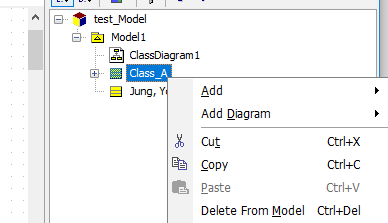 test_Model
Model1
ClassDiagram1
Class_A
Jung, Y
Add
Add Diagram
Cut Ctrl+X
Copy Ctrl+C
Paste Ctrl+V
Delete From Model Ctrl+Del